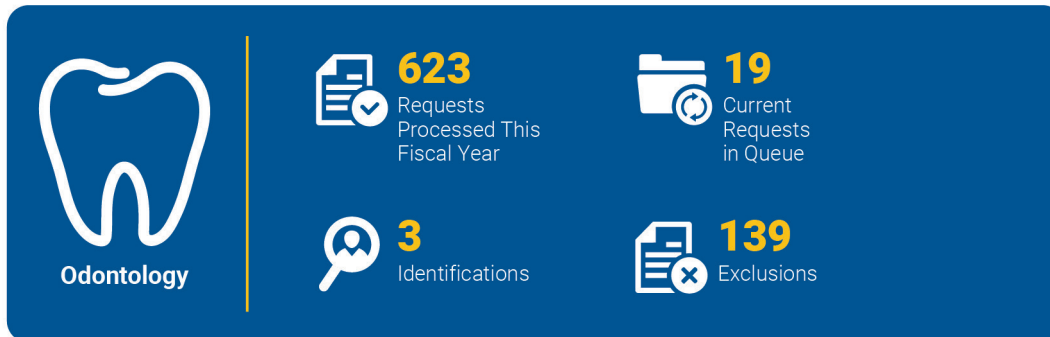 Odontology
623
Requests
Processed This
Fiscal Year
19
Current
Requests
in Queue
3
Identifications
139
Exclusions